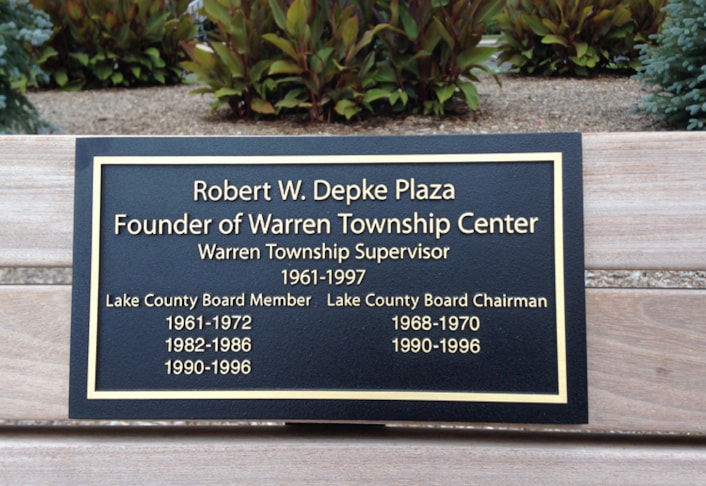 Robert W. Depke Plaza
Founder of Warren Township Center
Warren Township Supervisor
1961-1997
Lake County Board Member Lake County Board Chairman
1961-1972 1968-1970
1982-1986 1990-1996
1990-1996